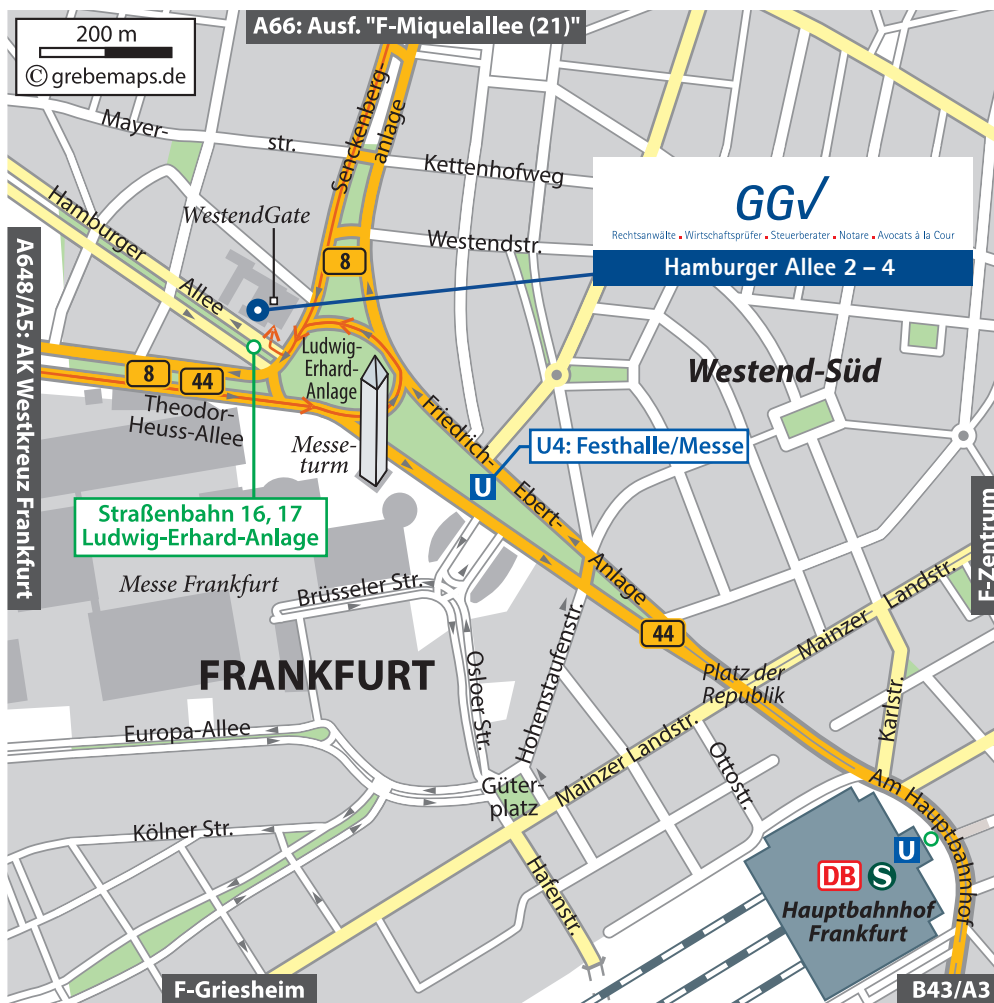 A66: Ausf. "F-Miquelallee (21)"
200 m
© grebemaps.de
Mayer-
str.
Senckenberg-
anlage
Kettenhofweg
Hamburger
Allee
WestendGate
Westendstr.
GGV
Rechtsanwälte ▪ Wirtschaftsprüfer ▪ Steuerberater ▪ Notare ▪ Avocats à la Cour
Hamburger Allee 2 – 4
A648/A5: AK Westkreuz Frankfurt
8
Ludwig-
Erhard-
Anlage
8
44
Theodor-
Heuss-Allee
Westend-Süd
Messe-
turm
Friedrich-
Ebert-
Anlage
U4: Festhalle/Messe
U
Straßenbahn 16, 17
Ludwig-Erhard-Anlage
F-Zentrum
Messe Frankfurt
Brüsseler Str.
Mainzer Landstr.
44
FRANKFURT
Osloer Str.
Hohenstaufenstr.
Platz der
Republik
Karlstr.
Europa-Allee
Mainzer Landstr.
Ottostr.
Güter-
platz
Am Hauptbahnhof
Kölner Str.
Hafenstr.
U
DB
S
Hauptbahnhof
Frankfurt
F-Griesheim
B43/A3